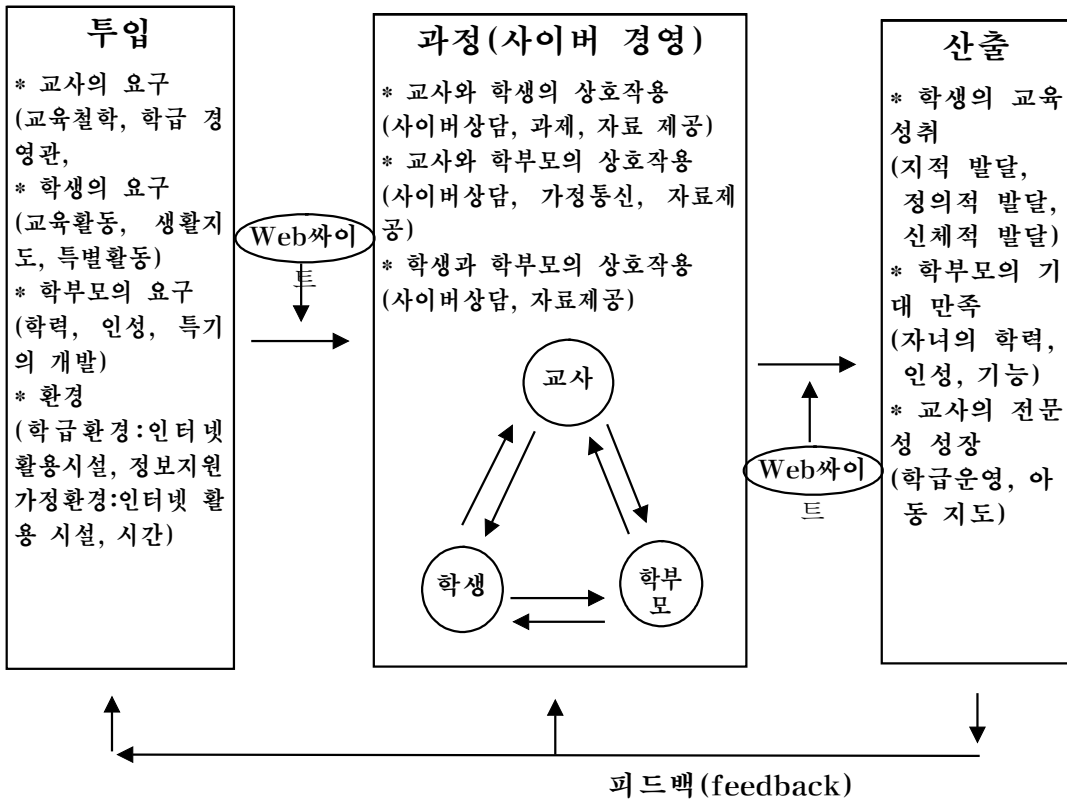 투입
* 교사의 요구
(교육철학, 학급 경
영관,
* 학생의 요구
(교육활동, 생활지
도, 특별활동)
* 학부모의 요구
(학력, 인성, 특기
의 개발)
* 환경
(학급환경:인터넷
활용시설, 정보지원
가정환경:인터넷 활
용 시설, 시간)
Web싸이
트
과정(사이버 경영)
* 교사와 학생의 상호작용
(사이버상담, 과제, 자료 제공)
* 교사와 학부모의 상호작용
(사이버상담, 가정통신, 자료제
공)
* 학생과 학부모의 상호작용
(사이버상담, 자료제공)
교사
학생
학부
모
Web싸이
트
산출
* 학생의 교육
성취
(지적 발달,
정의적 발달,
신체적 발달)
* 학부모의 기
대 만족
(자녀의 학력,
인성, 기능)
* 교사의 전문
성 성장
(학급운영, 아
동 지도)
피드백(feedback)